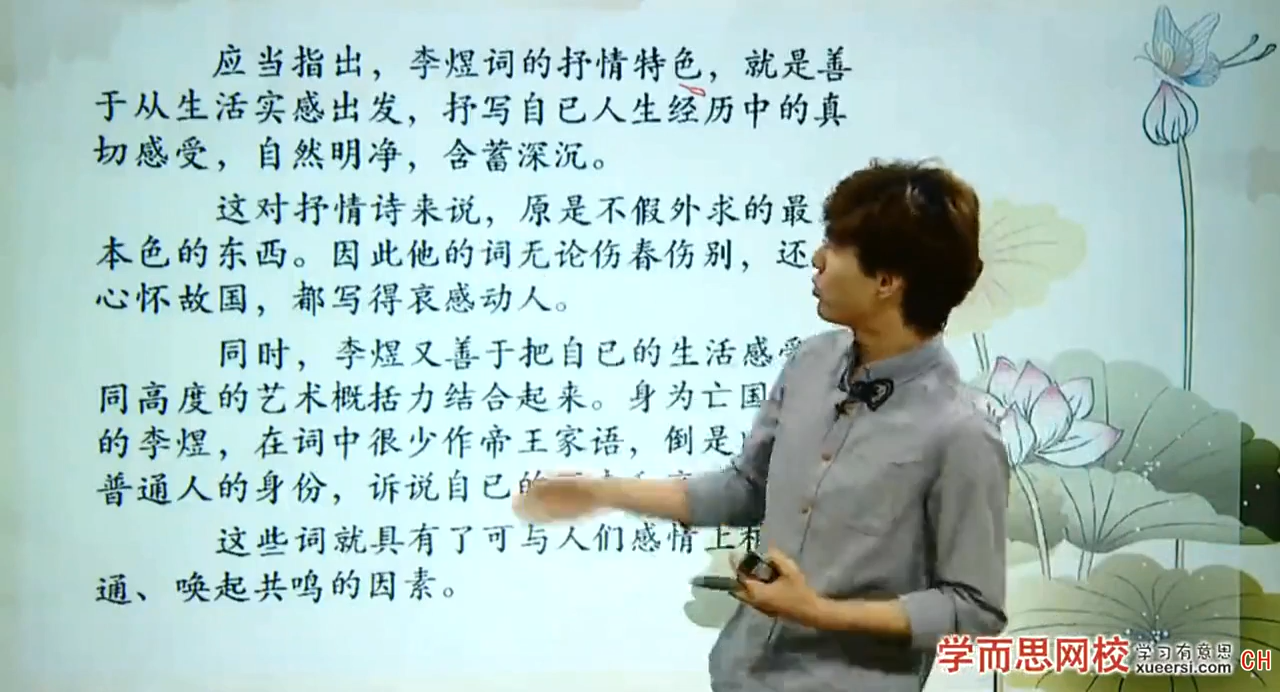 应当指出，李煜词的抒情特色，就是善
于从生活实感出发，抒写自己人生经历中的真
切感受，自然明净，含蓄深沉。
这对抒情诗来说，原是不假外求的最
本色的东西。因此他的词无论伤春伤别，还
心怀故国，都写得哀感动人。
同时，李煜又善于把自己的生活感受
同高度的艺术概括力结合起来。身为亡国
的李煜，在词中很少作帝王家语，倒是
普通人的身份，诉说自己的
这些词就具有了可与人们感情上相
通、唤起共鸣的因素。
学而思网校 学习有意思
xueersi.com CH